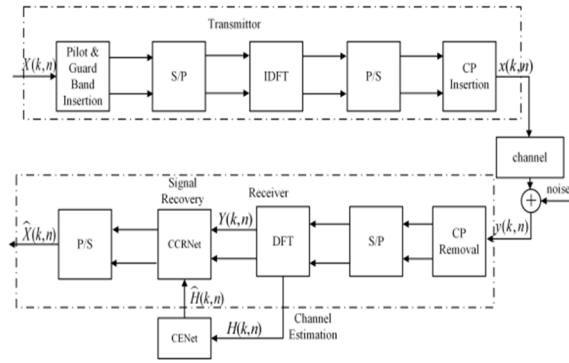 Transmittor
X(k,n)
Pilot &
Guard
Band
Insertion
S/P
IDFT
P/S
CP
Insertion
x(k,n)
channel
noise
+
y(k,n)
Receiver
CP
Removal
S/P
DFT
Y(k,n)
Signal
Recovery
CCRNet
P/S
X̂(k,n)
Ĥ(k,n)
Channel
Estimation
H(k,n)
CENet